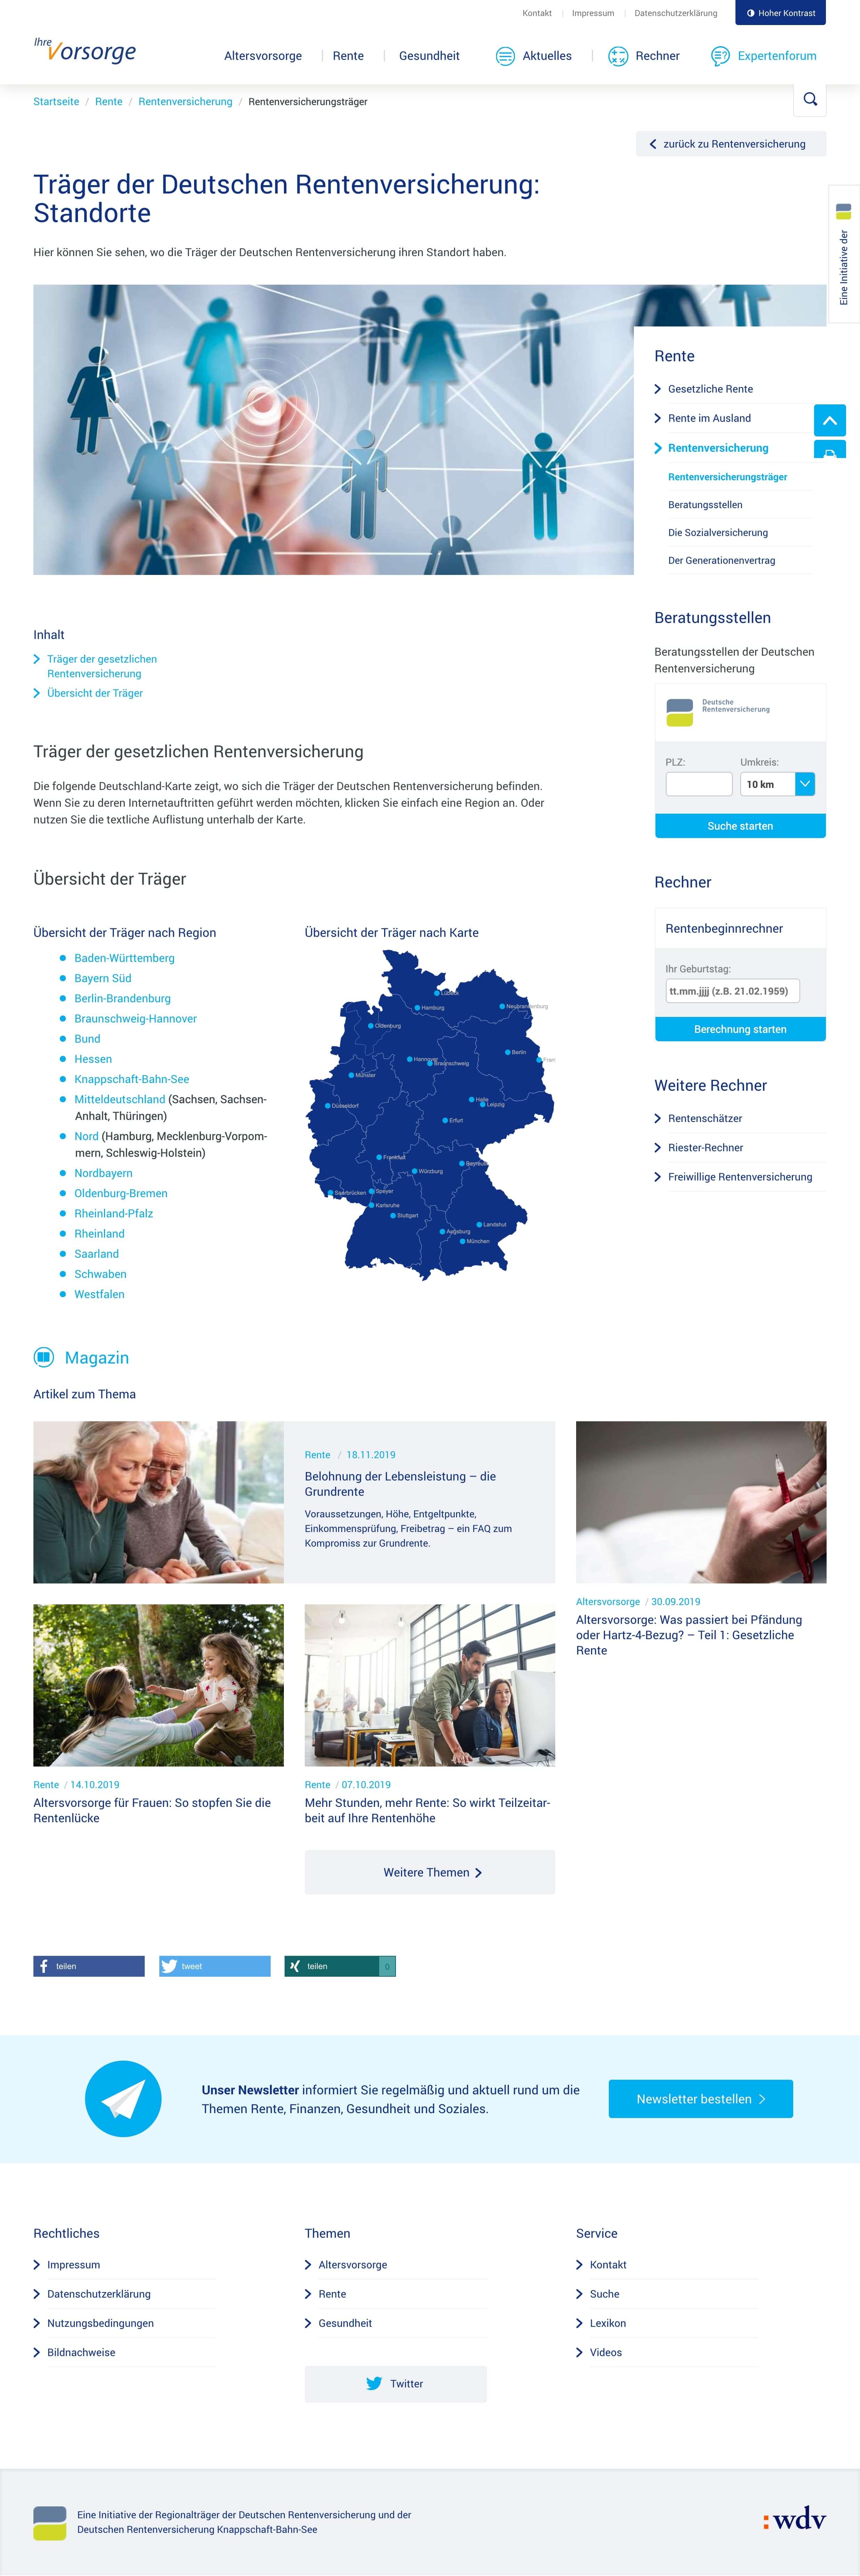 Kontakt
Impressum
Datenschutzerklärung
Hoher Kontrast
Ihre Vorsorge
Altersvorsorge
Rente
Gesundheit
Aktuelles
Rechner
Expertenforum
Startseite / Rente / Rentenversicherung / Rentenversicherungsträger
zurück zu Rentenversicherung
Träger der Deutschen Rentenversicherung:
Standorte
Hier können Sie sehen, wo die Träger der Deutschen Rentenversicherung ihren Standort haben.
Eine Initiative der
Rente
Gesetzliche Rente
Rente im Ausland
Rentenversicherung
Rentenversicherungsträger
Beratungsstellen
Die Sozialversicherung
Der Generationenvertrag
Inhalt
Träger der gesetzlichen
Rentenversicherung
Übersicht der Träger
Träger der gesetzlichen Rentenversicherung
Die folgende Deutschland-Karte zeigt, wo sich die Träger der Deutschen Rentenversicherung befinden.
Wenn Sie zu deren Internetauftritten geführt werden möchten, klicken Sie einfach eine Region an. Oder
nutzen Sie die textliche Auflistung unterhalb der Karte.
Beratungsstellen
Beratungsstellen der Deutschen
Rentenversicherung
Deutsche
Rentenversicherung
PLZ:
Umkreis:
10 km
Suche starten
Rechner
Rentenbeginnrechner
Ihr Geburtstag:
tt.mm.jjjj (z.B. 21.02.1959)
Berechnung starten
Weitere Rechner
Rentenschätzer
Riester-Rechner
Freiwillige Rentenversicherung
Übersicht der Träger
Übersicht der Träger nach Region
Baden-Württemberg
Bayern Süd
Berlin-Brandenburg
Braunschweig-Hannover
Bund
Hessen
Knappschaft-Bahn-See
Mitteldeutschland (Sachsen, Sachsen-
Anhalt, Thüringen)
Nord (Hamburg, Mecklenburg-Vorpom-
mern, Schleswig-Holstein)
Nordbayern
Oldenburg-Bremen
Rheinland-Pfalz
Rheinland
Saarland
Schwaben
Westfalen
Übersicht der Träger nach Karte
Lübeck
Hamburg
Neubrandenburg
Oldenburg
Berlin
Hannover
Braunschweig
Münster
Halle
Leipzig
Düsseldorf
Erfurt
Frankfurt
Bayreuth
Würzburg
Saarbrücken
Speyer
Karlsruhe
Stuttgart
Landshut
Augsburg
München
Magazin
Artikel zum Thema
Rente / 18.11.2019
Belohnung der Lebensleistung – die
Grundrente
Voraussetzungen, Höhe, Entgeltpunkte,
Einkommensprüfung, Freibetrag – ein FAQ zum
Kompromiss zur Grundrente.
Altersvorsorge / 30.09.2019
Altersvorsorge: Was passiert bei Pfändung
oder Hartz-4-Bezug? – Teil 1: Gesetzliche
Rente
Rente / 14.10.2019
Altersvorsorge für Frauen: So stopfen Sie die
Rentenlücke
Rente / 07.10.2019
Mehr Stunden, mehr Rente: So wirkt Teilzeitar-
beit auf Ihre Rentenhöhe
Weitere Themen
teilen
tweet
teilen
0
Unser Newsletter informiert Sie regelmäßig und aktuell rund um die
Themen Rente, Finanzen, Gesundheit und Soziales.
Newsletter bestellen
Rechtliches
Impressum
Datenschutzerklärung
Nutzungsbedingungen
Bildnachweise
Themen
Altersvorsorge
Rente
Gesundheit
Twitter
Service
Kontakt
Suche
Lexikon
Videos
Eine Initiative der Regionalträger der Deutschen Rentenversicherung und der
Deutschen Rentenversicherung Knappschaft-Bahn-See
:wdv